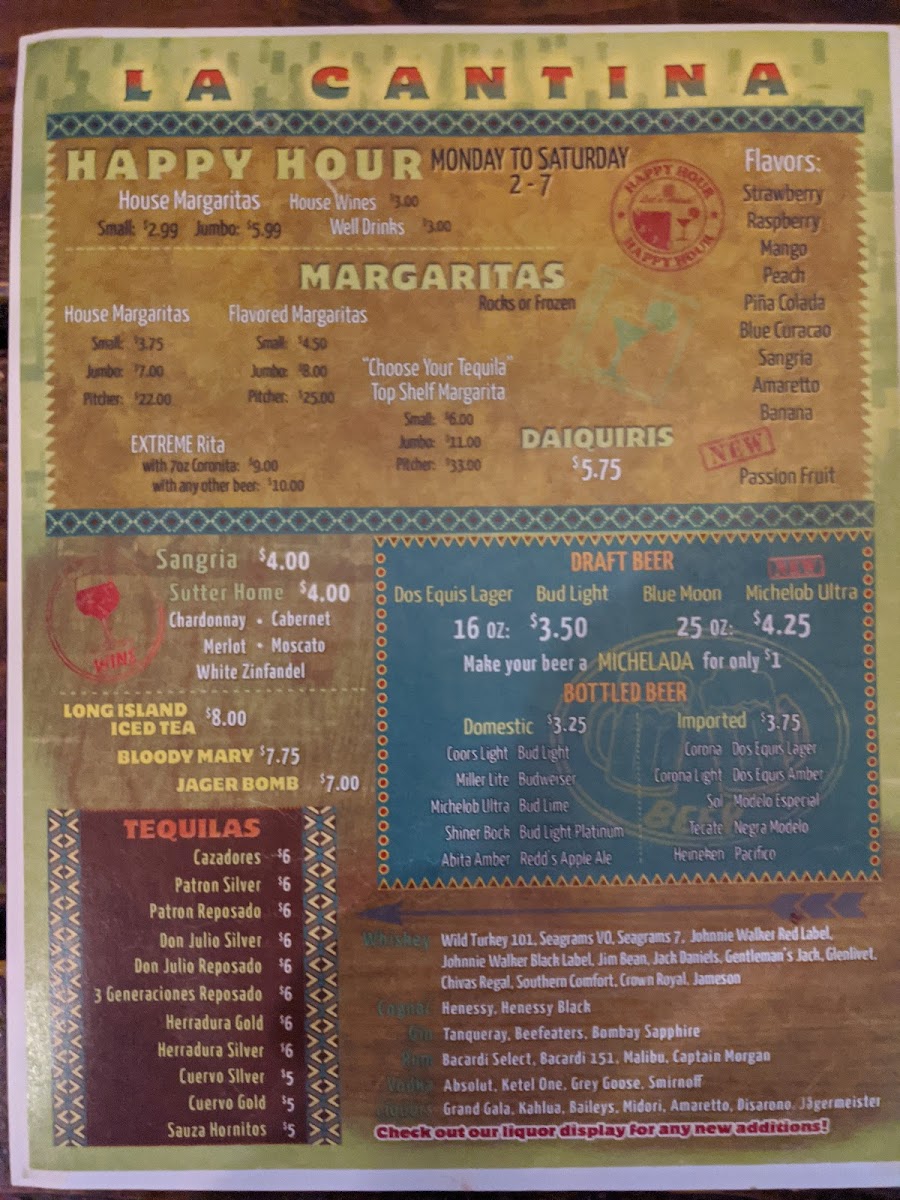 LA CANTINA
HAPPY HOUR MONDAY TO SATURDAY
2 - 7
House Margaritas
Small: $2.99 Jumbo: $5.99
House Wines $3.00
Well Drinks $3.00
HAPPY HOUR
HAPPY HOUR
Flavors:
Strawberry
Raspberry
Mango
Peach
Piña Colada
Blue Curacao
Sangria
Amaretto
Banana
NEW
Passion Fruit
MARGARITAS
Rocks or Frozen
House Margaritas
Small: $3.75
Jumbo: $7.00
Pitcher: $22.00
Flavored Margaritas
Small: $4.50
Jumbo: $8.00
Pitcher: $25.00
"Choose Your Tequila"
Top Shelf Margarita
Small: $6.00
Jumbo: $11.00
Pitcher: $33.00
EXTREME Rita
with 7oz Coronita: $9.00
with any other beer: $10.00
DAIQUIRIS
$5.75
Sangria $4.00
Sutter Home $4.00
Chardonnay • Cabernet
Merlot • Moscato
White Zinfandel
WINE
LONG ISLAND
ICED TEA $8.00
BLOODY MARY $7.75
JAGER BOMB $7.00
DRAFT BEER
NEW
Dos Equis Lager Bud Light Blue Moon Michelob Ultra
16 oz: $3.50 25 oz: $4.25
Make your beer a MICHELADA for only $1
BOTTLED BEER
Domestic $3.25
Coors Light Bud Light
Miller Lite Budweiser
Michelob Ultra Bud Lime
Shiner Bock Bud Light Platinum
Abita Amber Redd's Apple Ale
Imported $3.75
Corona Dos Equis Lager
Corona Light Dos Equis Amber
Sol Modelo Especial
Tecate Negra Modelo
Heineken Pacifico
BEER
TEQUILAS
Cazadores $6
Patron Silver $6
Patron Reposado $6
Don Julio Silver $6
Don Julio Reposado $6
3 Generaciones Reposado $6
Herradura Gold $6
Herradura Silver $6
Cuervo SIlver $5
Cuervo Gold $5
Sauza Hornitos $5
Whiskey Wild Turkey 101, Seagrams VO, Seagrams 7, Johnnie Walker Red Label,
Johnnie Walker Black Label, Jim Bean, Jack Daniels, Gentleman's Jack, Glenlivet,
Chivas Regal, Southern Comfort, Crown Royal, Jameson
Cognac Henessy, Henessy Black
Gin Tanqueray, Beefeaters, Bombay Sapphire
Rum Bacardi Select, Bacardi 151, Malibu, Captain Morgan
Vodka Absolut, Ketel One, Grey Goose, Smirnoff
Liquors Grand Gala, Kahlua, Baileys, Midori, Amaretto, Disarono, Jägermeister
Check out our liquor display for any new additions!